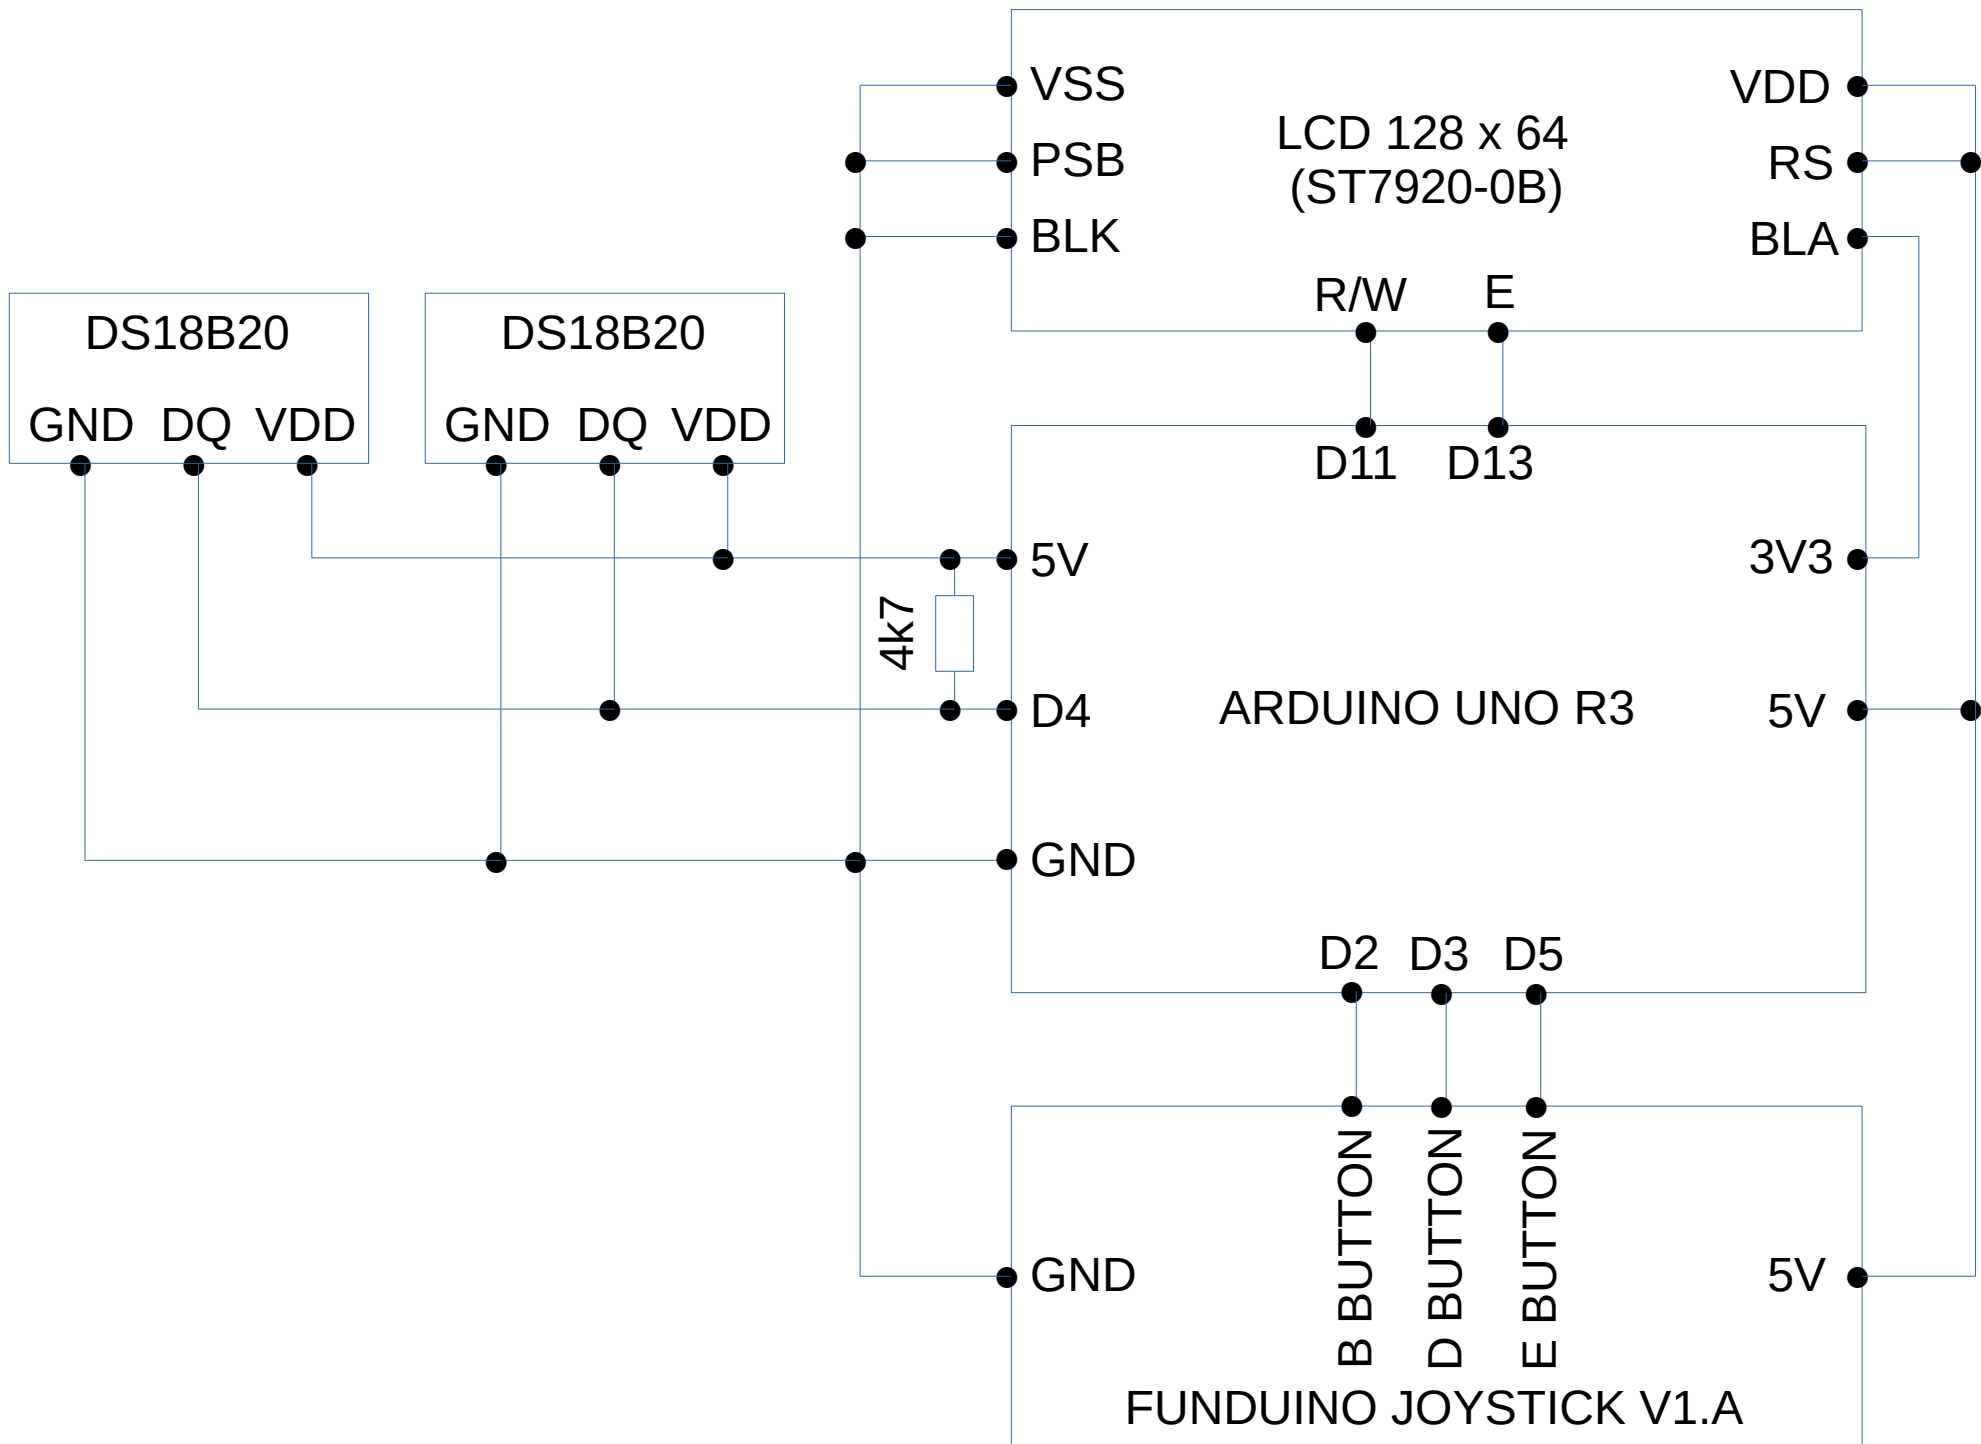 VSS
VDD
LCD 128 x 64
(ST7920-0B)
PSB
RS
BLK
BLA
R/W
E
DS18B20
DS18B20
GND DQ VDD
GND DQ VDD
D11
D13
5V
3V3
4k7
D4
ARDUINO UNO R3
5V
GND
D2
D3
D5
B BUTTON
D BUTTON
E BUTTON
GND
5V
FUNDUINO JOYSTICK V1.A